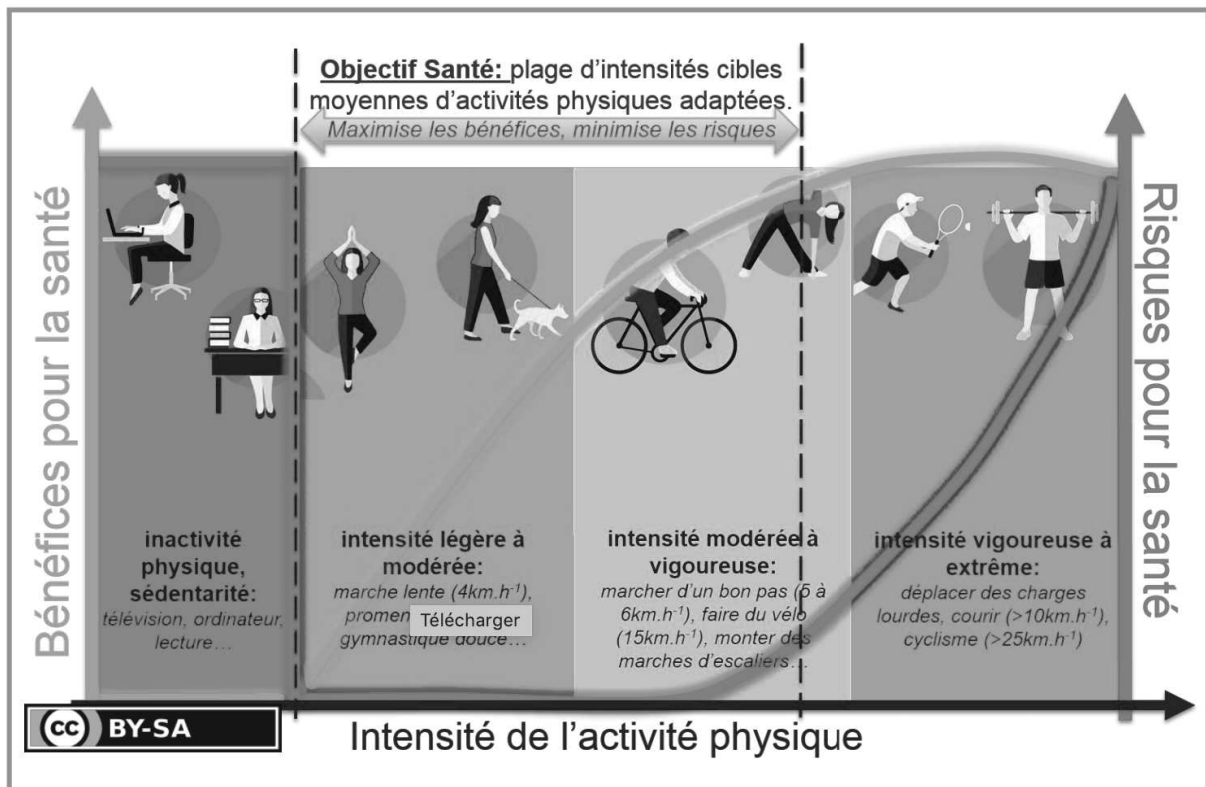 Objectif Santé: plage d'intensités cibles
moyennes d'activités physiques adaptées.
Maximise les bénéfices, minimise les risques
Bénéfices pour la santé
Risques pour la santé
inactivité
physique,
sédentarité:
télévision, ordinateur,
lecture…
intensité légère à
modérée:
marche lente (4km.h-1),
promen
Télécharger
gymnastique douce…
intensité modérée à
vigoureuse:
marcher d'un bon pas (5 à
6km.h-1), faire du vélo
(15km.h-1), monter des
marches d'escaliers…
intensité vigoureuse à
extrême:
déplacer des charges
lourdes, courir (>10km.h-1),
cyclisme (>25km.h-1)
cc BY-SA
Intensité de l'activité physique